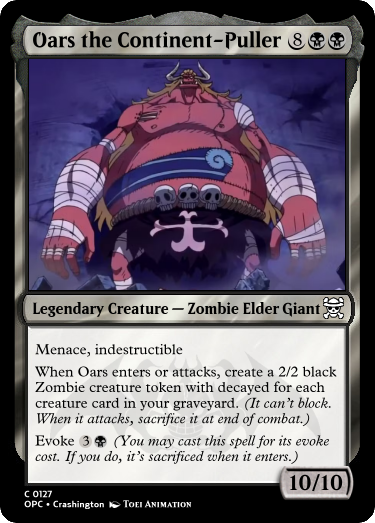 Oars the Continent-Puller 8
Legendary Creature — Zombie Elder Giant
Menace, indestructible
When Oars enters or attacks, create a 2/2 black
Zombie creature token with decayed for each
creature card in your graveyard. (It can't block.
When it attacks, sacrifice it at end of combat.)
Evoke 3 (You may cast this spell for its evoke
cost. If you do, it's sacrificed when it enters.)
10/10
C 0127
OPC • Crashington TOEI ANIMATION